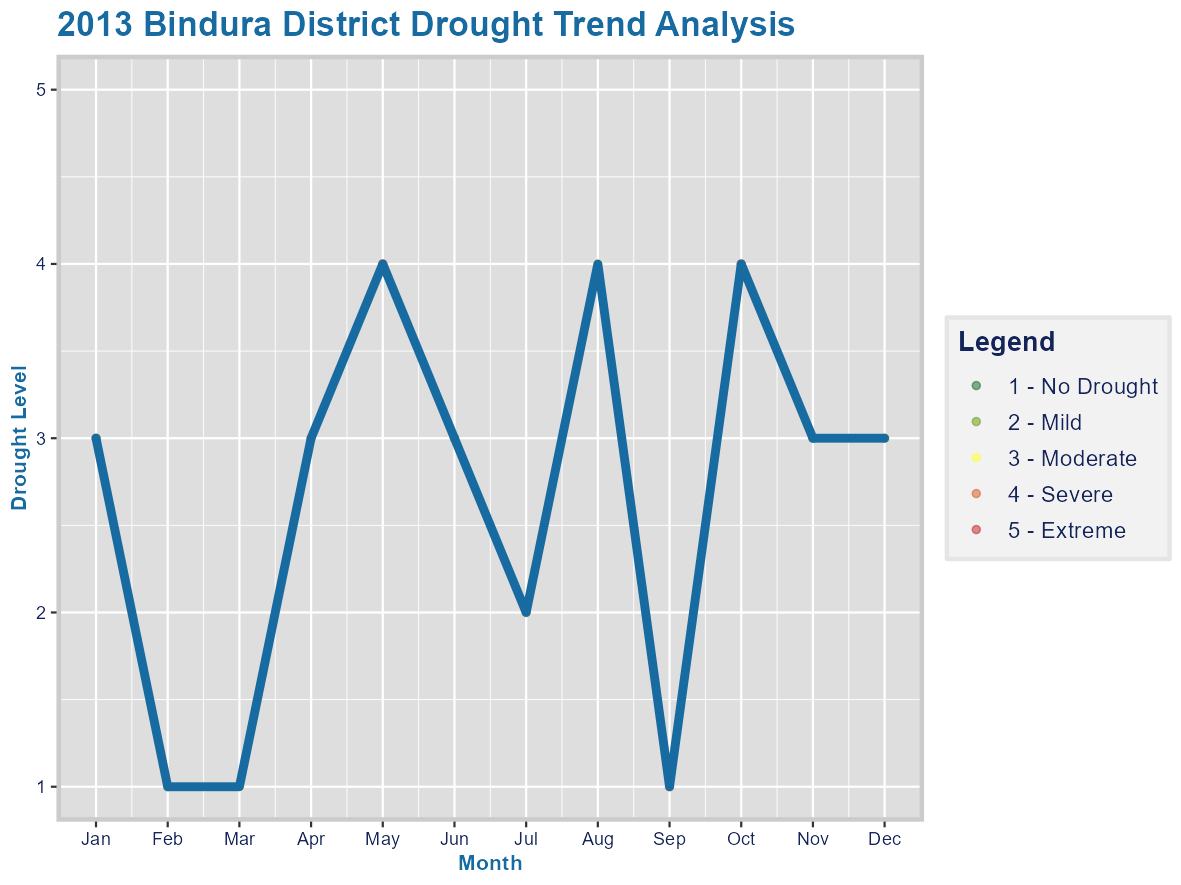 2013 Bindura District Drought Trend Analysis
5
4
3
2
1
Drought Level
Jan Feb Mar Apr May Jun Jul Aug Sep Oct Nov Dec
Month
Legend
1 - No Drought
2 - Mild
3 - Moderate
4 - Severe
5 - Extreme